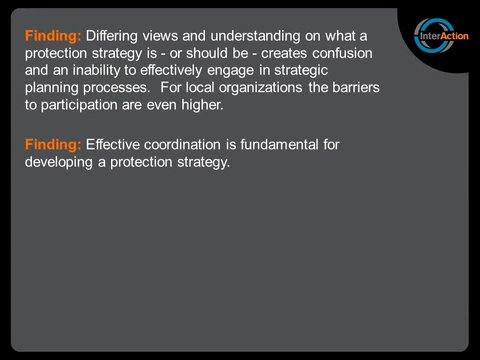 InterAction
Finding: Differing views and understanding on what a
protection strategy is - or should be - creates confusion
and an inability to effectively engage in strategic
planning processes.  For local organizations the barriers
to participation are even higher.
Finding: Effective coordination is fundamental for
developing a protection strategy.